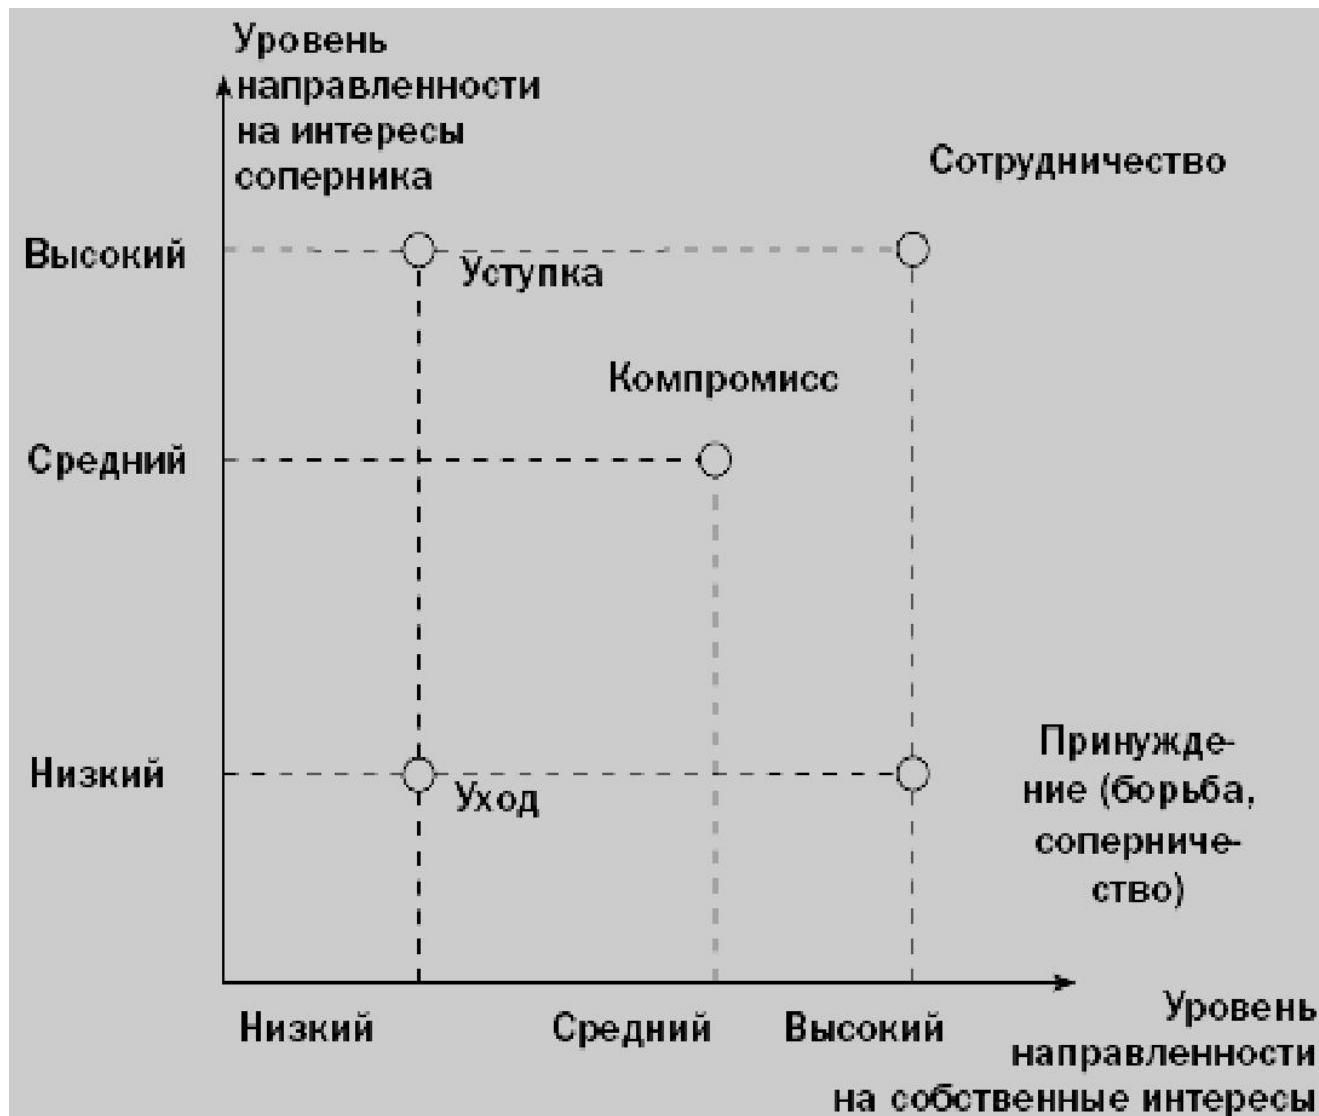 Уровень
направленности
на интересы
соперника
Сотрудничество
Высокий
Уступка
Компромисс
Средний
Принужде-
ние (борьба,
соперниче-
ство)
Низкий
Уход
Низкий
Средний
Высокий
Уровень
направленности
на собственные интересы